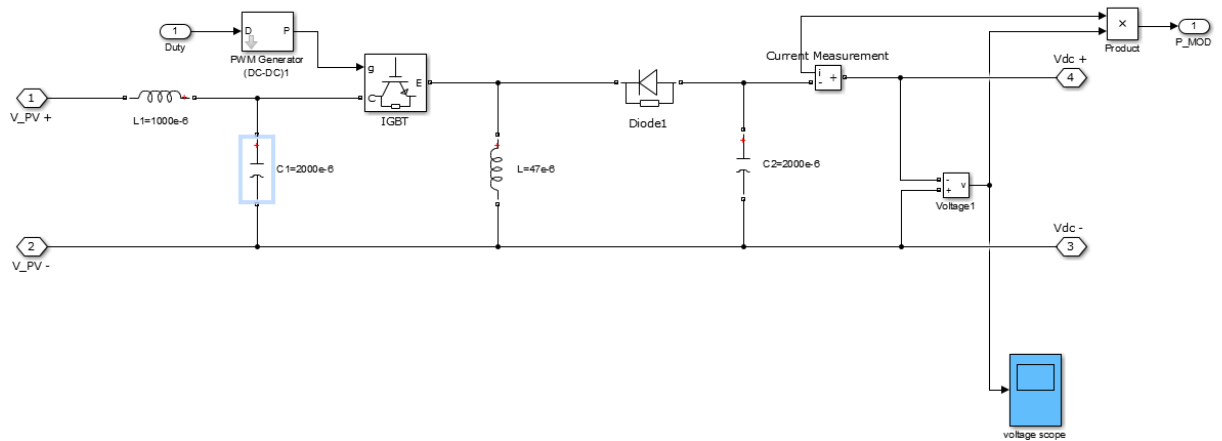 1
Duty
D
P
PWM Generator
(DC-DC)1
g
C
E
IGBT
1
V_PV +
L1=1000e-6
C1=2000e-6
L=47e-6
Diode1
C2=2000e-6
Current Measurement
i
-
+
×
Product
1
P_MOD
Vdc +
4
-
+
v
Voltage1
2
V_PV -
Vdc -
3
voltage scope